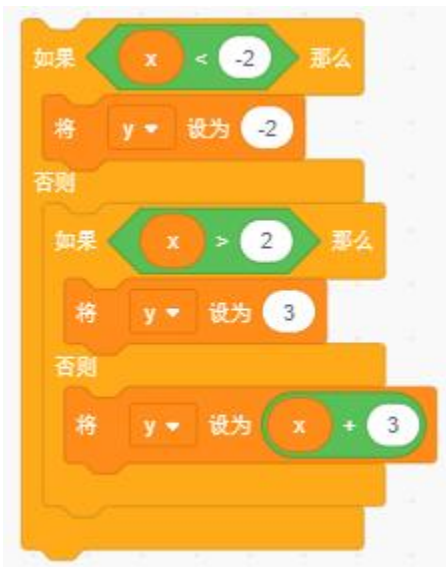 如果 x < -2 那么
将 y 设为 -2
否则
如果 x > 2 那么
将 y 设为 3
否则
将 y 设为 x + 3